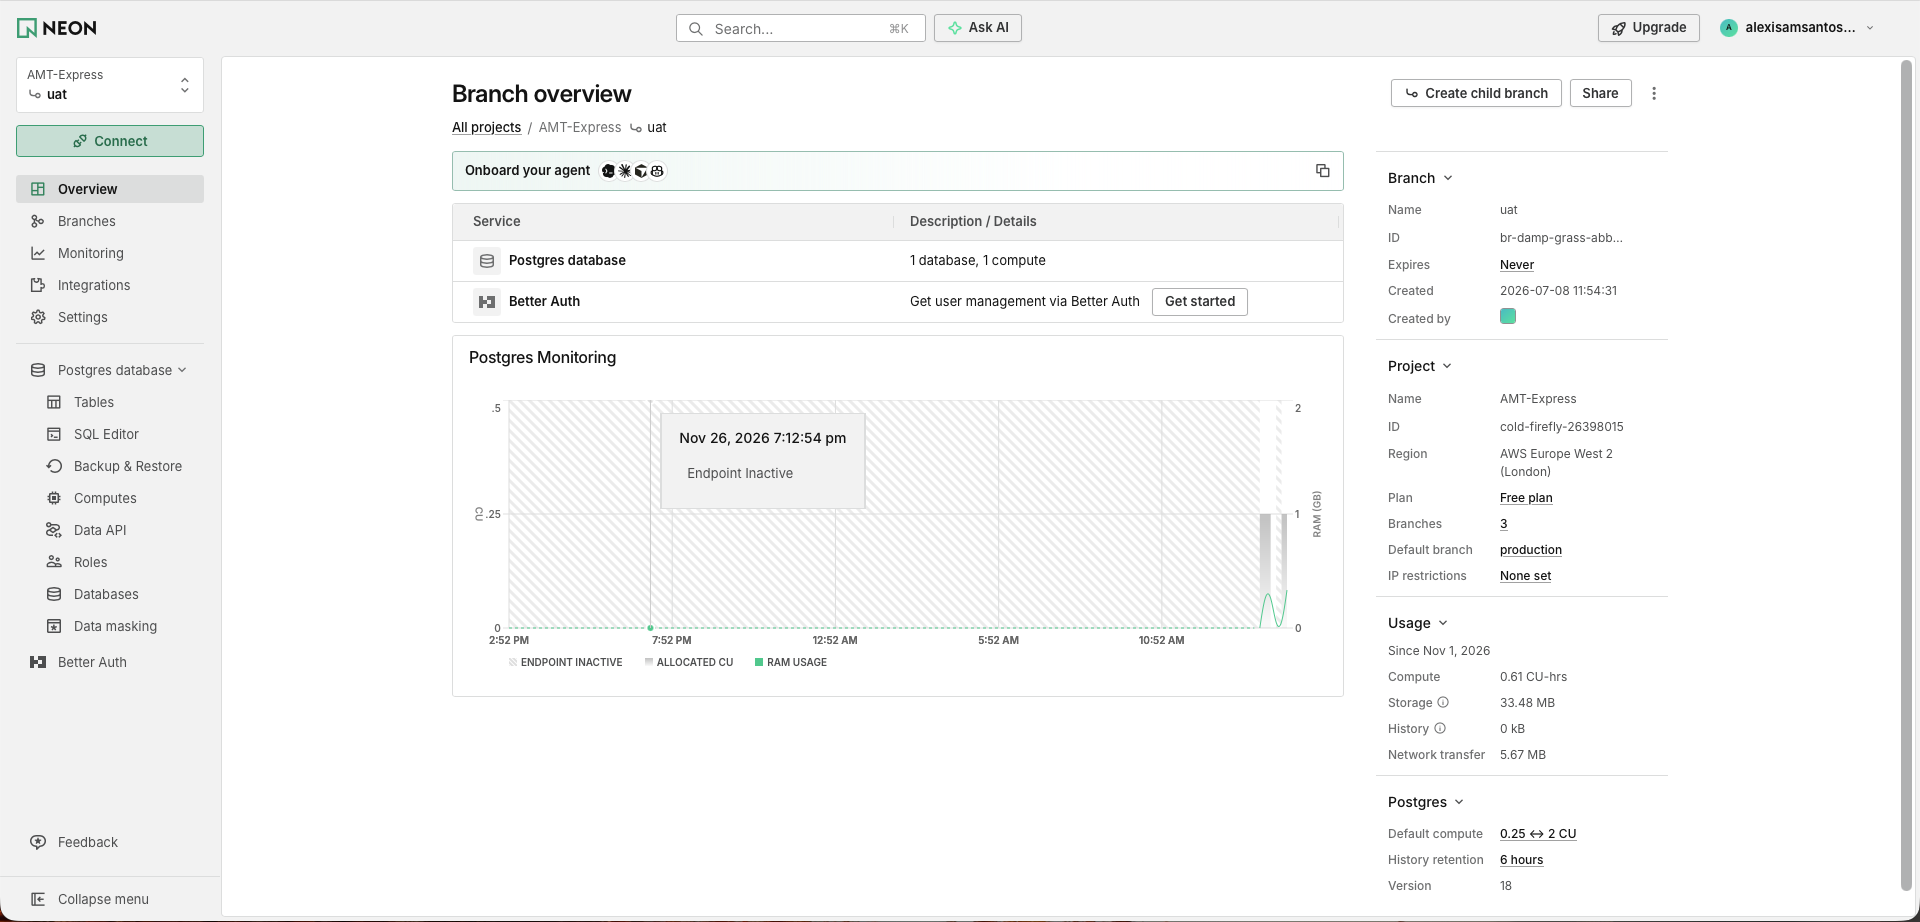 NEON
Search...
⌘K
Ask AI
Upgrade
A
alexisamsantos...
AMT-Express
uat
Connect
Overview
Branches
Monitoring
Integrations
Settings
Postgres database
Tables
SQL Editor
Backup & Restore
Computes
Data API
Roles
Databases
Data masking
Better Auth
Feedback
Collapse menu
Branch overview
All projects / AMT-Express uat
Create child branch
Share
Onboard your agent
Service
Description / Details
Postgres database
1 database, 1 compute
Better Auth
Get user management via Better Auth
Get started
Postgres Monitoring
.5
.25
0
CU
2
1
0
RAM (GB)
Nov 26, 2026 7:12:54 pm
Endpoint Inactive
2:52 PM
7:52 PM
12:52 AM
5:52 AM
10:52 AM
ENDPOINT INACTIVE
ALLOCATED CU
RAM USAGE
Branch
Name uat
ID br-damp-grass-abb...
Expires Never
Created 2026-07-08 11:54:31
Created by
Project
Name AMT-Express
ID cold-firefly-26398015
Region AWS Europe West 2
(London)
Plan Free plan
Branches 3
Default branch production
IP restrictions None set
Usage
Since Nov 1, 2026
Compute 0.61 CU-hrs
Storage 33.48 MB
History 0 kB
Network transfer 5.67 MB
Postgres
Default compute 0.25 ↔ 2 CU
History retention 6 hours
Version 18